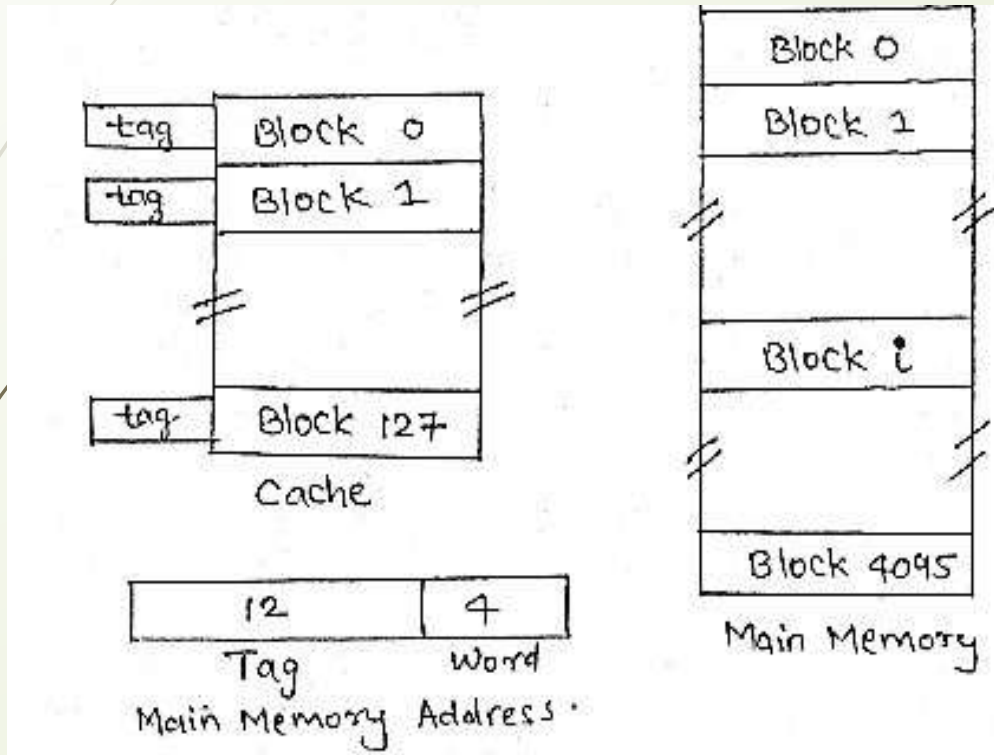 tag Block 0
tag Block 1
tag Block 127
Cache
12 4
Tag Word
Main Memory Address.
Block 0
Block 1
Block i
Block 4095
Main Memory